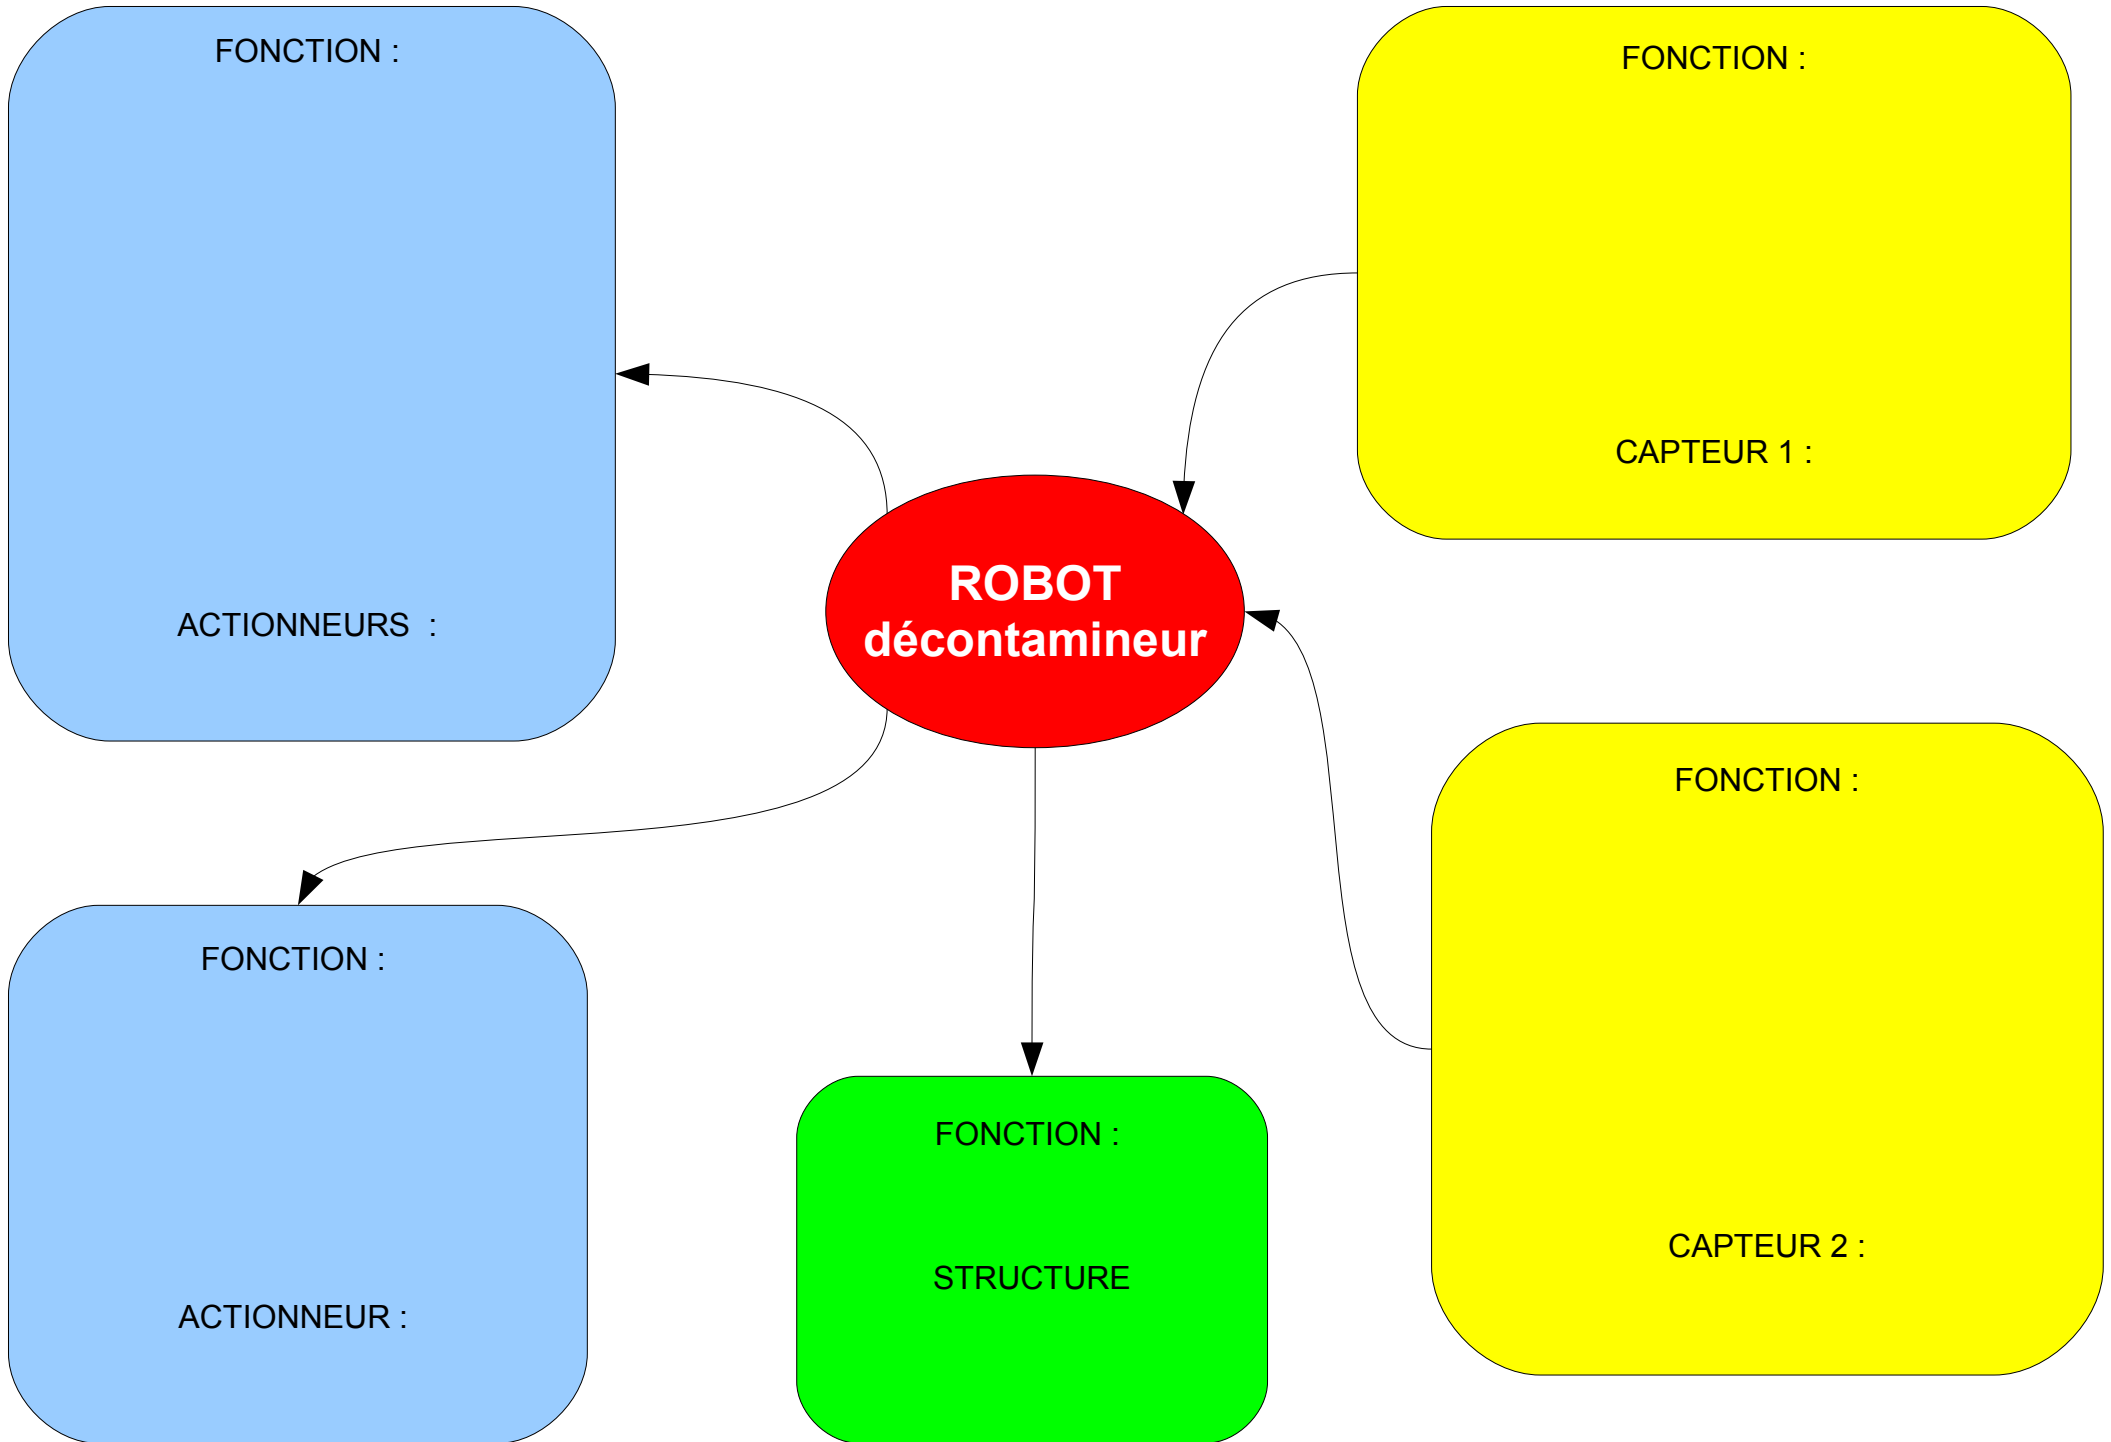 FONCTION :
ACTIONNEURS  :
FONCTION :
CAPTEUR 1 :
ROBOT
décontamineur
FONCTION :
CAPTEUR 2 :
FONCTION :
ACTIONNEUR :
FONCTION :
STRUCTURE